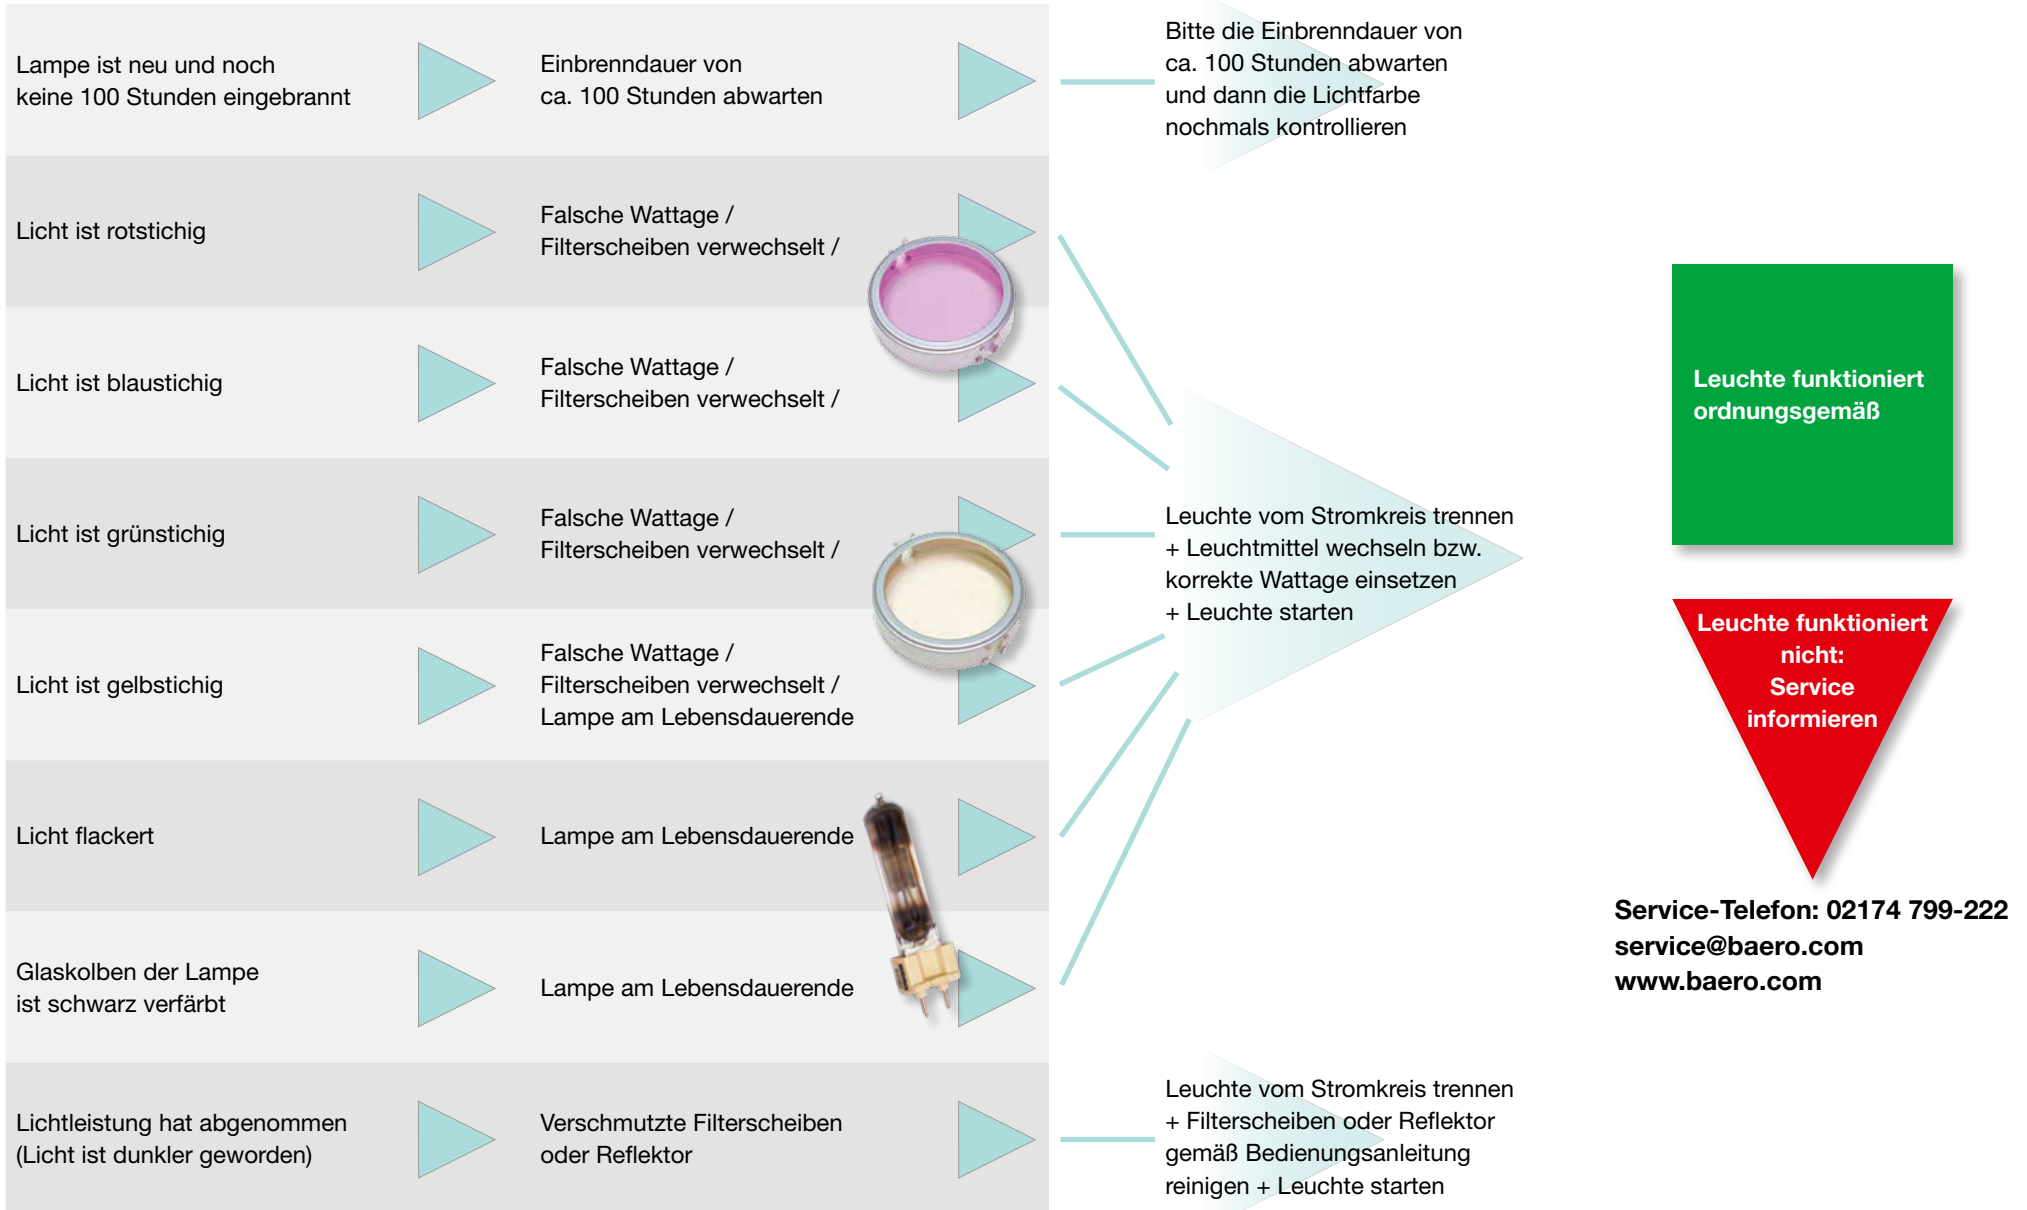 Lampe ist neu und noch
keine 100 Stunden eingebrannt
Einbrenndauer von
ca. 100 Stunden abwarten
Bitte die Einbrenndauer von
ca. 100 Stunden abwarten
und dann die Lichtfarbe
nochmals kontrollieren
Licht ist rotstichig
Falsche Wattage /
Filterscheiben verwechselt /
Licht ist blaustichig
Falsche Wattage /
Filterscheiben verwechselt /
Licht ist grünstichig
Falsche Wattage /
Filterscheiben verwechselt /
Licht ist gelbstichig
Falsche Wattage /
Filterscheiben verwechselt /
Lampe am Lebensdauerende
Licht flackert
Lampe am Lebensdauerende
Glaskolben der Lampe
ist schwarz verfärbt
Lampe am Lebensdauerende
Leuchte vom Stromkreis trennen
+ Leuchtmittel wechseln bzw.
korrekte Wattage einsetzen
+ Leuchte starten
Lichtleistung hat abgenommen
(Licht ist dunkler geworden)
Verschmutzte Filterscheiben
oder Reflektor
Leuchte vom Stromkreis trennen
+ Filterscheiben oder Reflektor
gemäß Bedienungsanleitung
reinigen + Leuchte starten
Leuchte funktioniert
ordnungsgemäß
Leuchte funktioniert
nicht:
Service
informieren
Service-Telefon: 02174 799-222
service@baero.com
www.baero.com